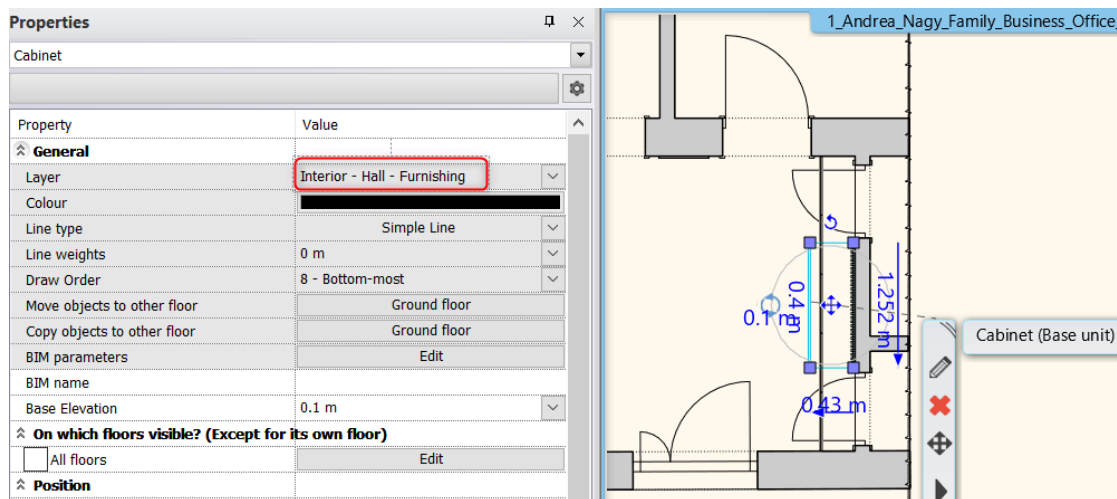 Properties
Cabinet
Property Value
General
Layer Interior - Hall - Furnishing
Colour
Line type Simple Line
Line weights 0 m
Draw Order 8 - Bottom-most
Move objects to other floor Ground floor
Copy objects to other floor Ground floor
BIM parameters Edit
BIM name
Base Elevation 0.1 m
On which floors visible? (Except for its own floor)
All floors Edit
Position
1_Andrea_Nagy_Family_Business_Office_
0.4 m
0.1 m
1.252 m
0.43 m
Cabinet (Base unit)